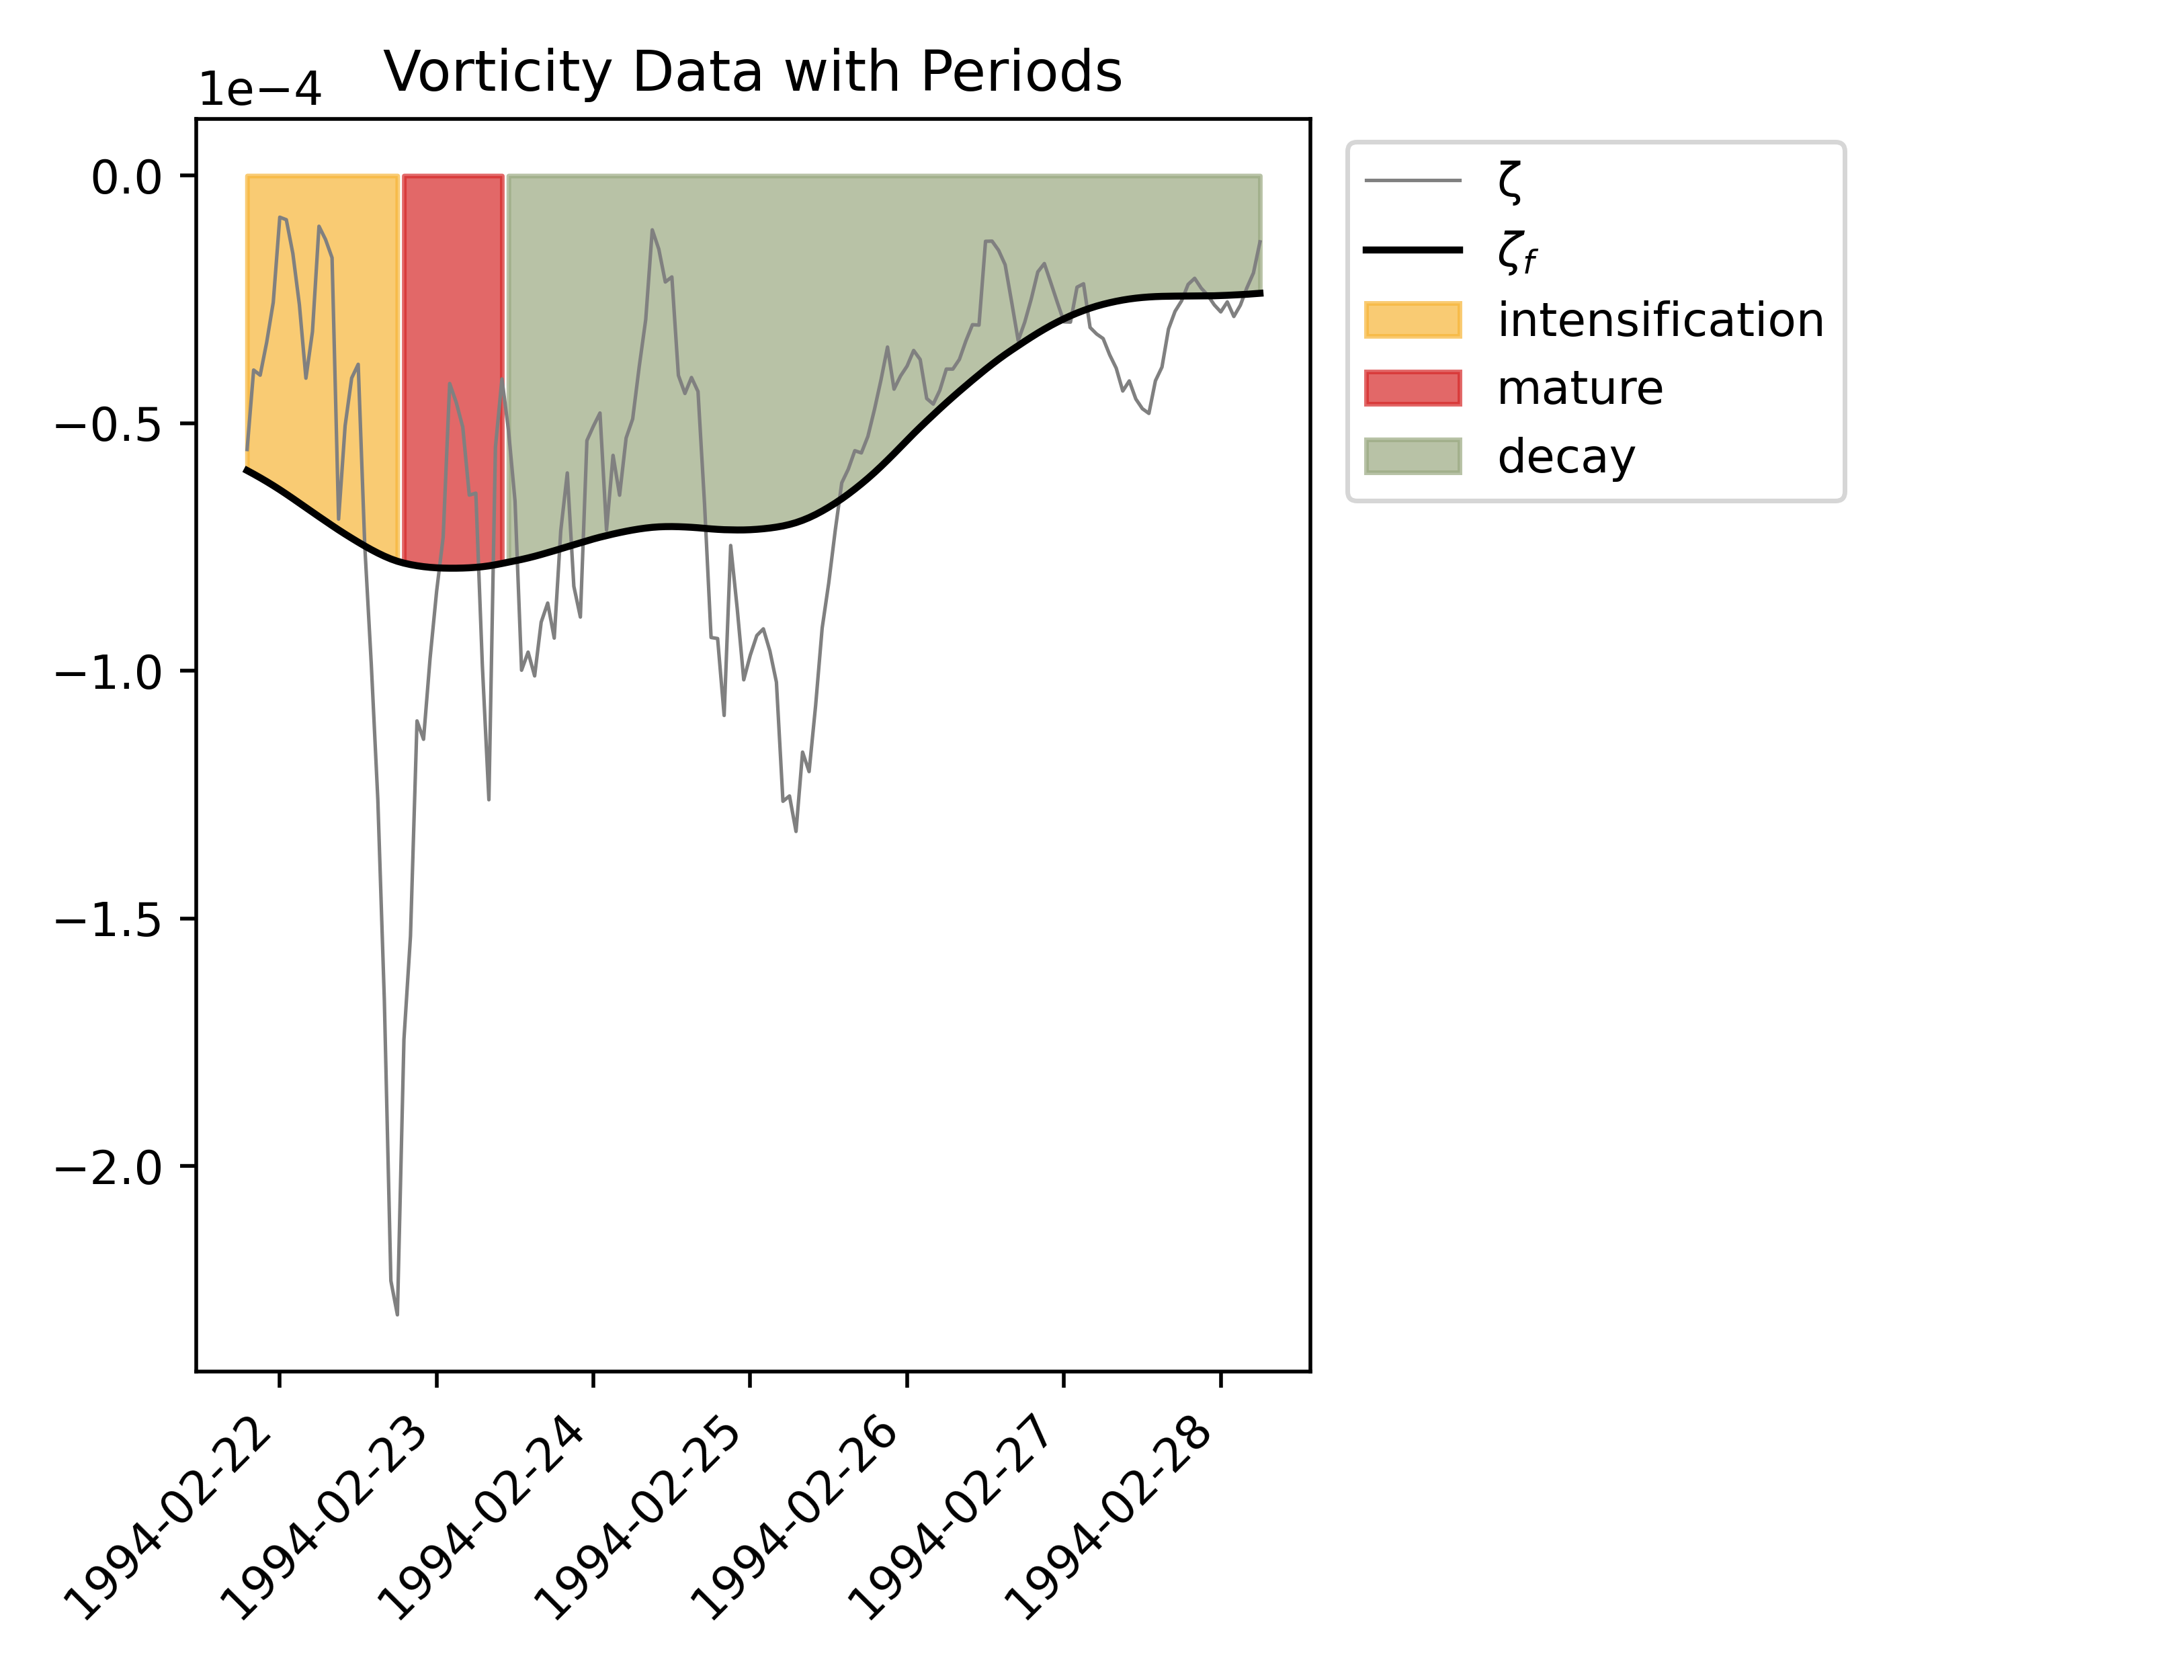 Vorticity Data with Periods
1e−4
0.0
−0.5
−1.0
−1.5
−2.0
1994-02-22
1994-02-23
1994-02-24
1994-02-25
1994-02-26
1994-02-27
1994-02-28
ζ
ζf
intensification
mature
decay